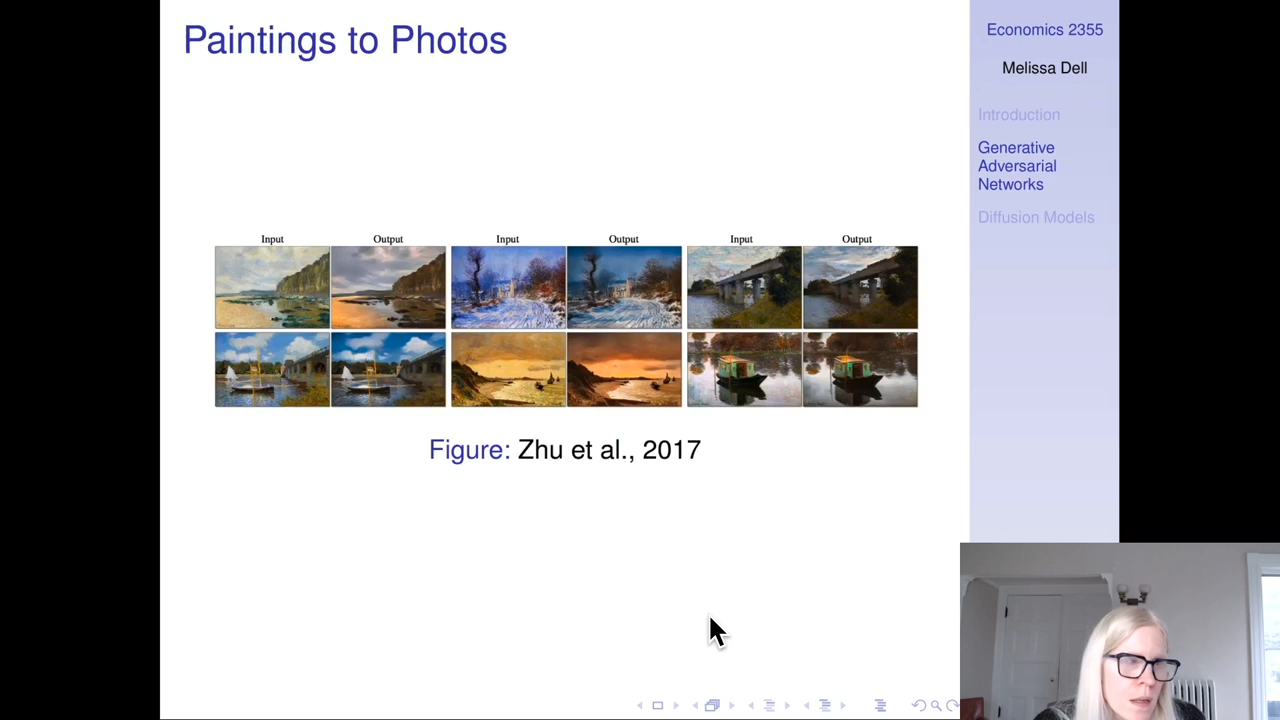 Paintings to Photos
Input Output Input Output Input Output
Figure: Zhu et al., 2017
Economics 2355
Melissa Dell
Introduction
Generative
Adversarial
Networks
Diffusion Models